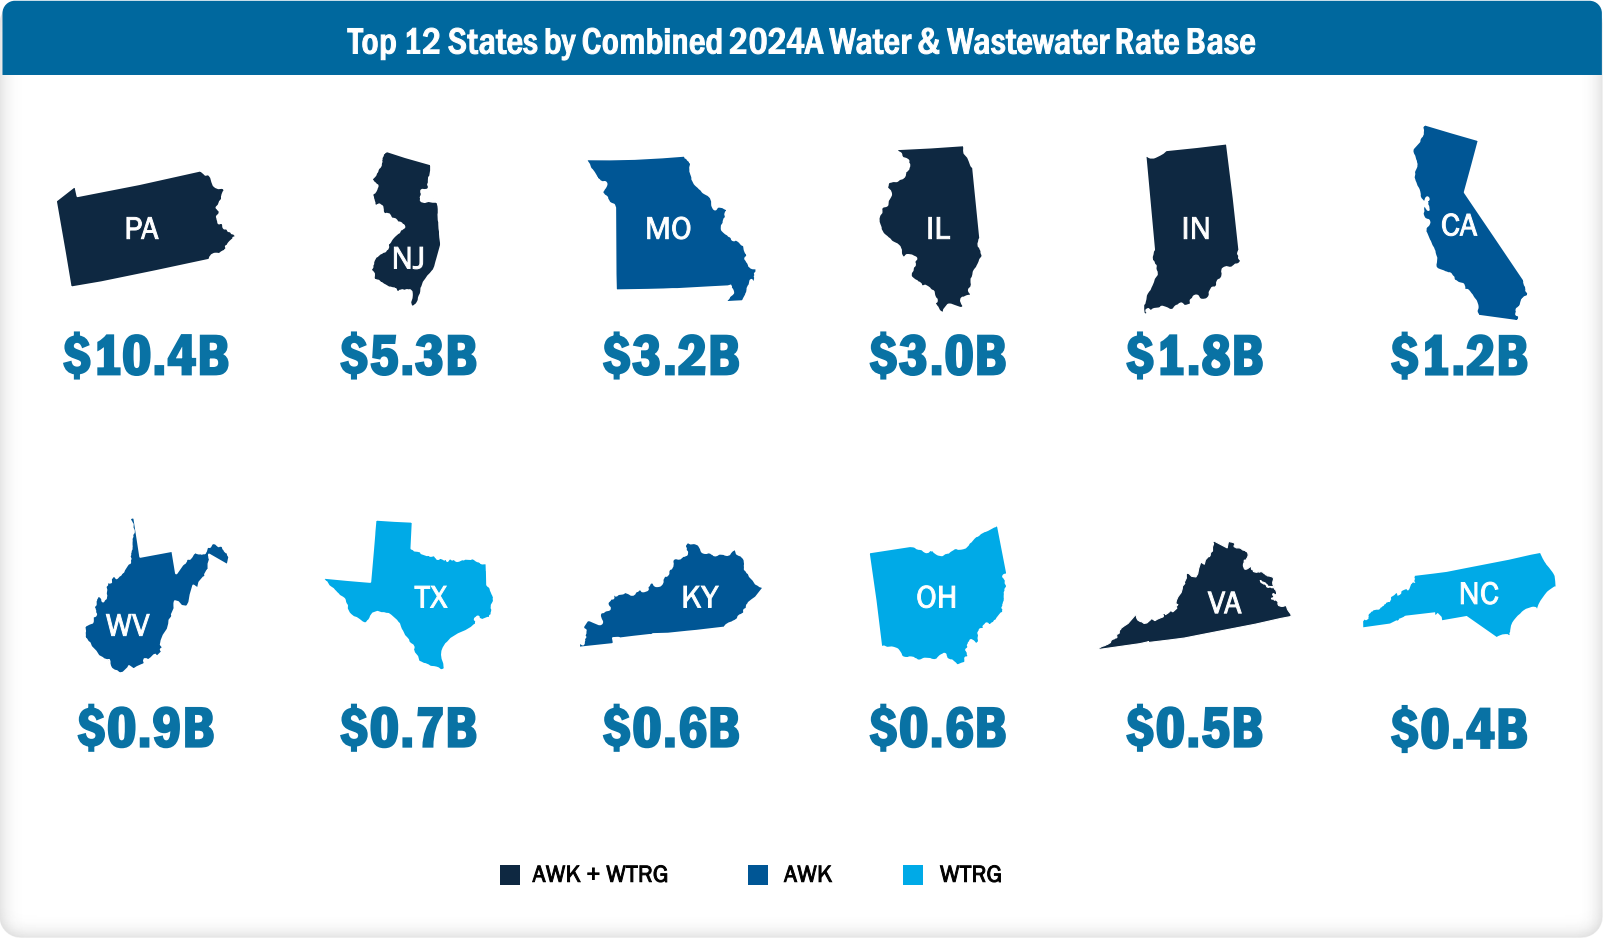 Top 12 States by Combined 2024A Water & Wastewater Rate Base
PA
NJ
MO
IL
IN
CA
$10.4B
$5.3B
$3.2B
$3.0B
$1.8B
$1.2B
WV
TX
KY
OH
VA
NC
$0.9B
$0.7B
$0.6B
$0.6B
$0.5B
$0.4B
AWK + WTRG
AWK
WTRG